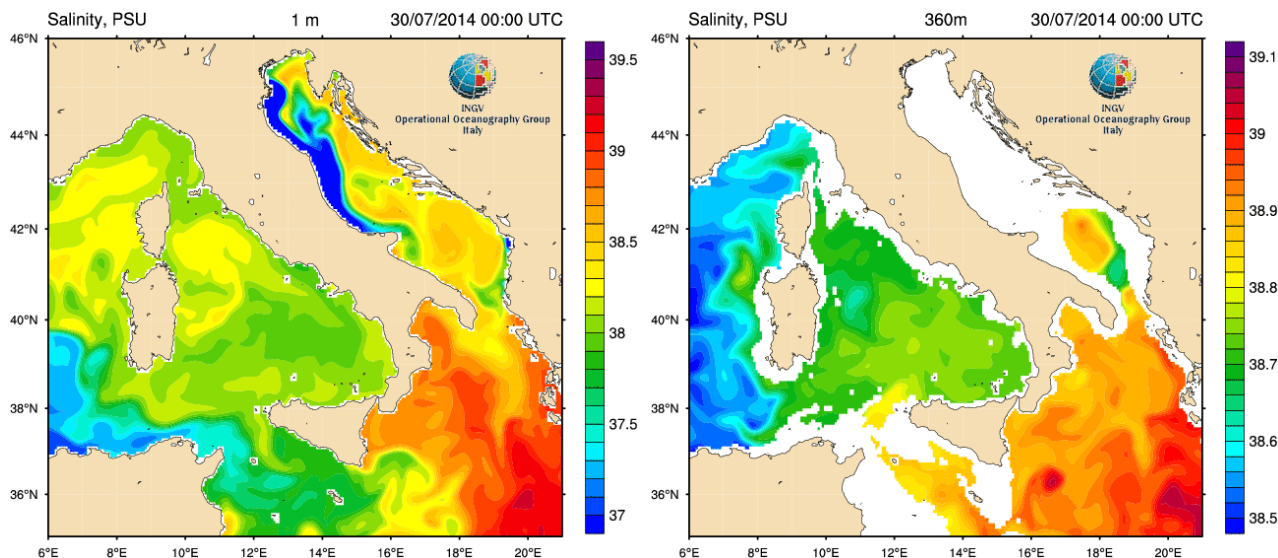 Salinity, PSU 1 m 30/07/2014 00:00 UTC
46°N
44°N
42°N
40°N
38°N
36°N
6°E 8°E 10°E 12°E 14°E 16°E 18°E 20°E
INGV
Operational Oceanography Group
Italy
39.5
39
38.5
38
37.5
37
Salinity, PSU 360m 30/07/2014 00:00 UTC
46°N
44°N
42°N
40°N
38°N
36°N
6°E 8°E 10°E 12°E 14°E 16°E 18°E 20°E
INGV
Operational Oceanography Group
Italy
39.1
39
38.9
38.8
38.7
38.6
38.5